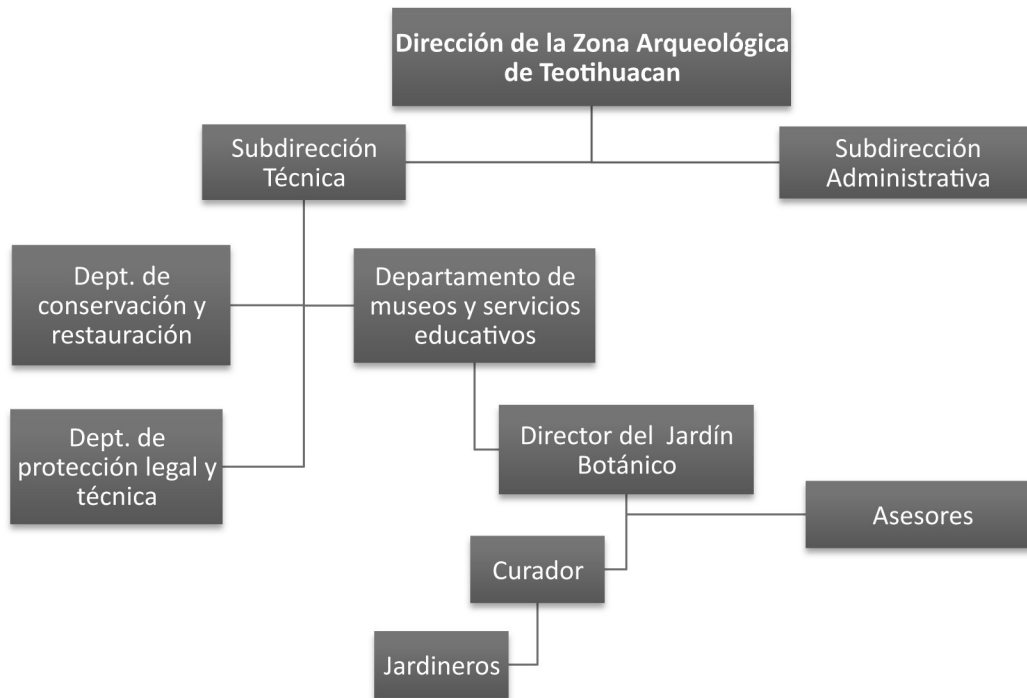 Dirección de la Zona Arqueológica
de Teotihuacan
Subdirección
Técnica
Subdirección
Administrativa
Dept. de
conservación y
restauración
Departamento de
museos y servicios
educativos
Dept. de
protección legal y
técnica
Director del Jardín
Botánico
Asesores
Curador
Jardineros